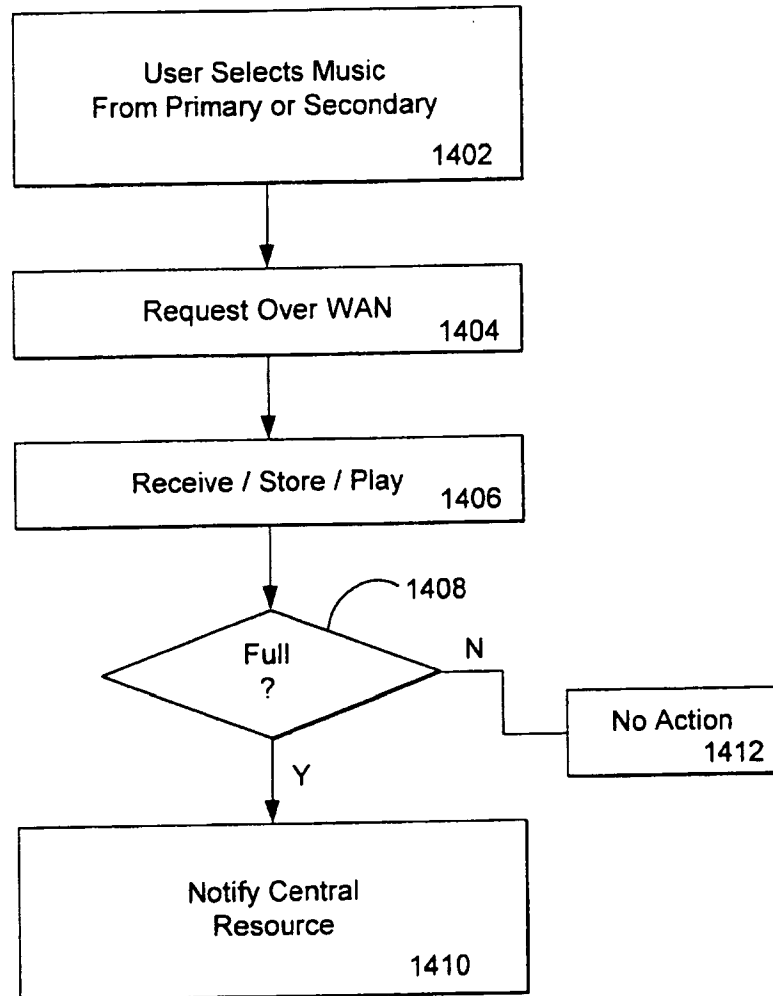 User Selects Music
From Primary or Secondary
1402
Request Over WAN
1404
Receive / Store / Play
1406
1408
Full
?
N
No Action
1412
Y
Notify Central
Resource
1410